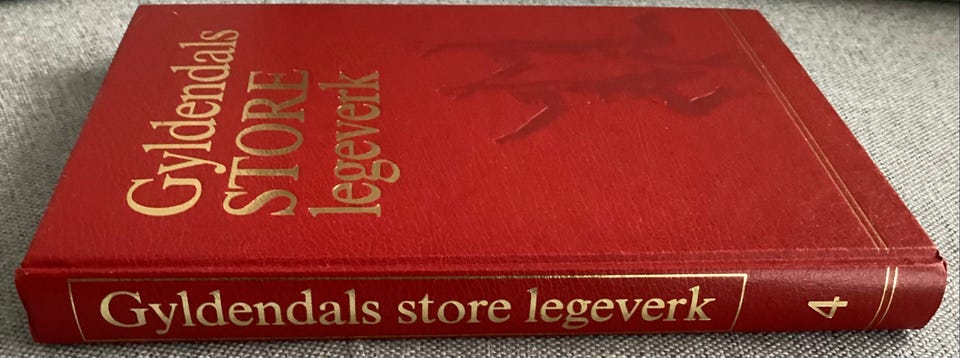 Gyldendals
STORE
legeverk
Gyldendals store legeverk
4